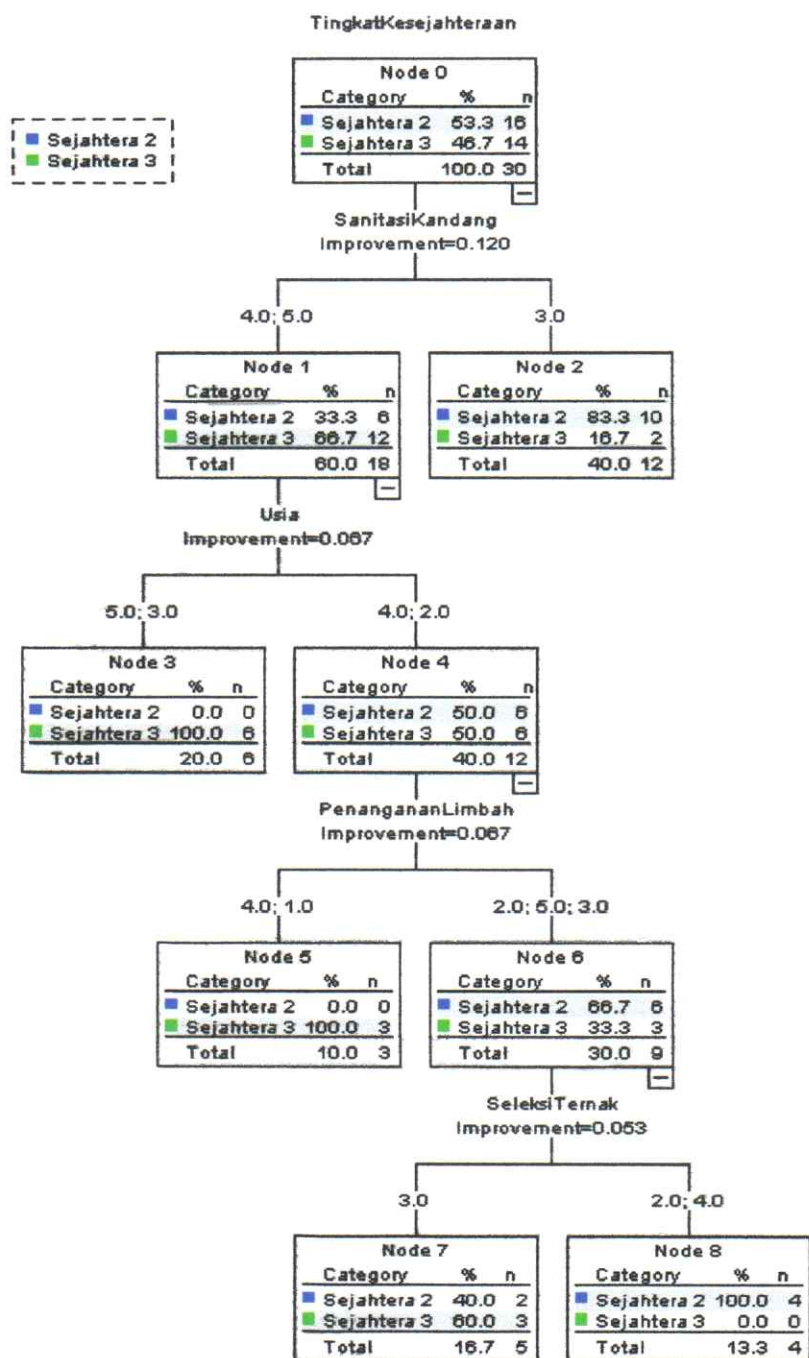 TingkatKesejahteraan
Sejahtera 2
Sejahtera 3
Node 0
Category % n
Sejahtera 2 53.3 16
Sejahtera 3 46.7 14
Total 100.0 30
SanitasiKandang
Improvement=0.120
4.0; 5.0
3.0
Node 1
Category % n
Sejahtera 2 33.3 6
Sejahtera 3 66.7 12
Total 60.0 18
Node 2
Category % n
Sejahtera 2 83.3 10
Sejahtera 3 16.7 2
Total 40.0 12
Usia
Improvement=0.067
5.0; 3.0
4.0; 2.0
Node 3
Category % n
Sejahtera 2 0.0 0
Sejahtera 3 100.0 6
Total 20.0 6
Node 4
Category % n
Sejahtera 2 50.0 6
Sejahtera 3 50.0 6
Total 40.0 12
PenangananLimbah
Improvement=0.067
4.0; 1.0
2.0; 5.0; 3.0
Node 5
Category % n
Sejahtera 2 0.0 0
Sejahtera 3 100.0 3
Total 10.0 3
Node 6
Category % n
Sejahtera 2 66.7 6
Sejahtera 3 33.3 3
Total 30.0 9
SeleksiTernak
Improvement=0.053
3.0
2.0; 4.0
Node 7
Category % n
Sejahtera 2 40.0 2
Sejahtera 3 60.0 3
Total 16.7 5
Node 8
Category % n
Sejahtera 2 100.0 4
Sejahtera 3 0.0 0
Total 13.3 4